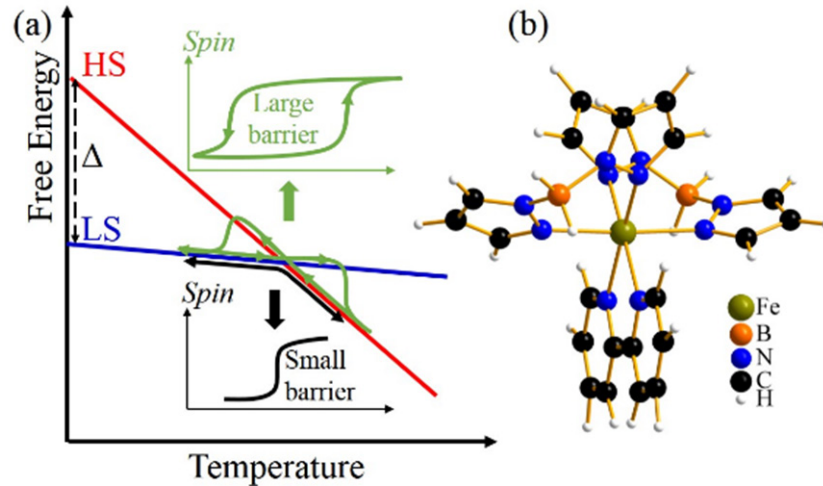 (a)
Free Energy
HS
Δ
LS
Spin
Large
barrier
Spin
Small
barrier
Temperature
(b)
Fe
B
N
C
H